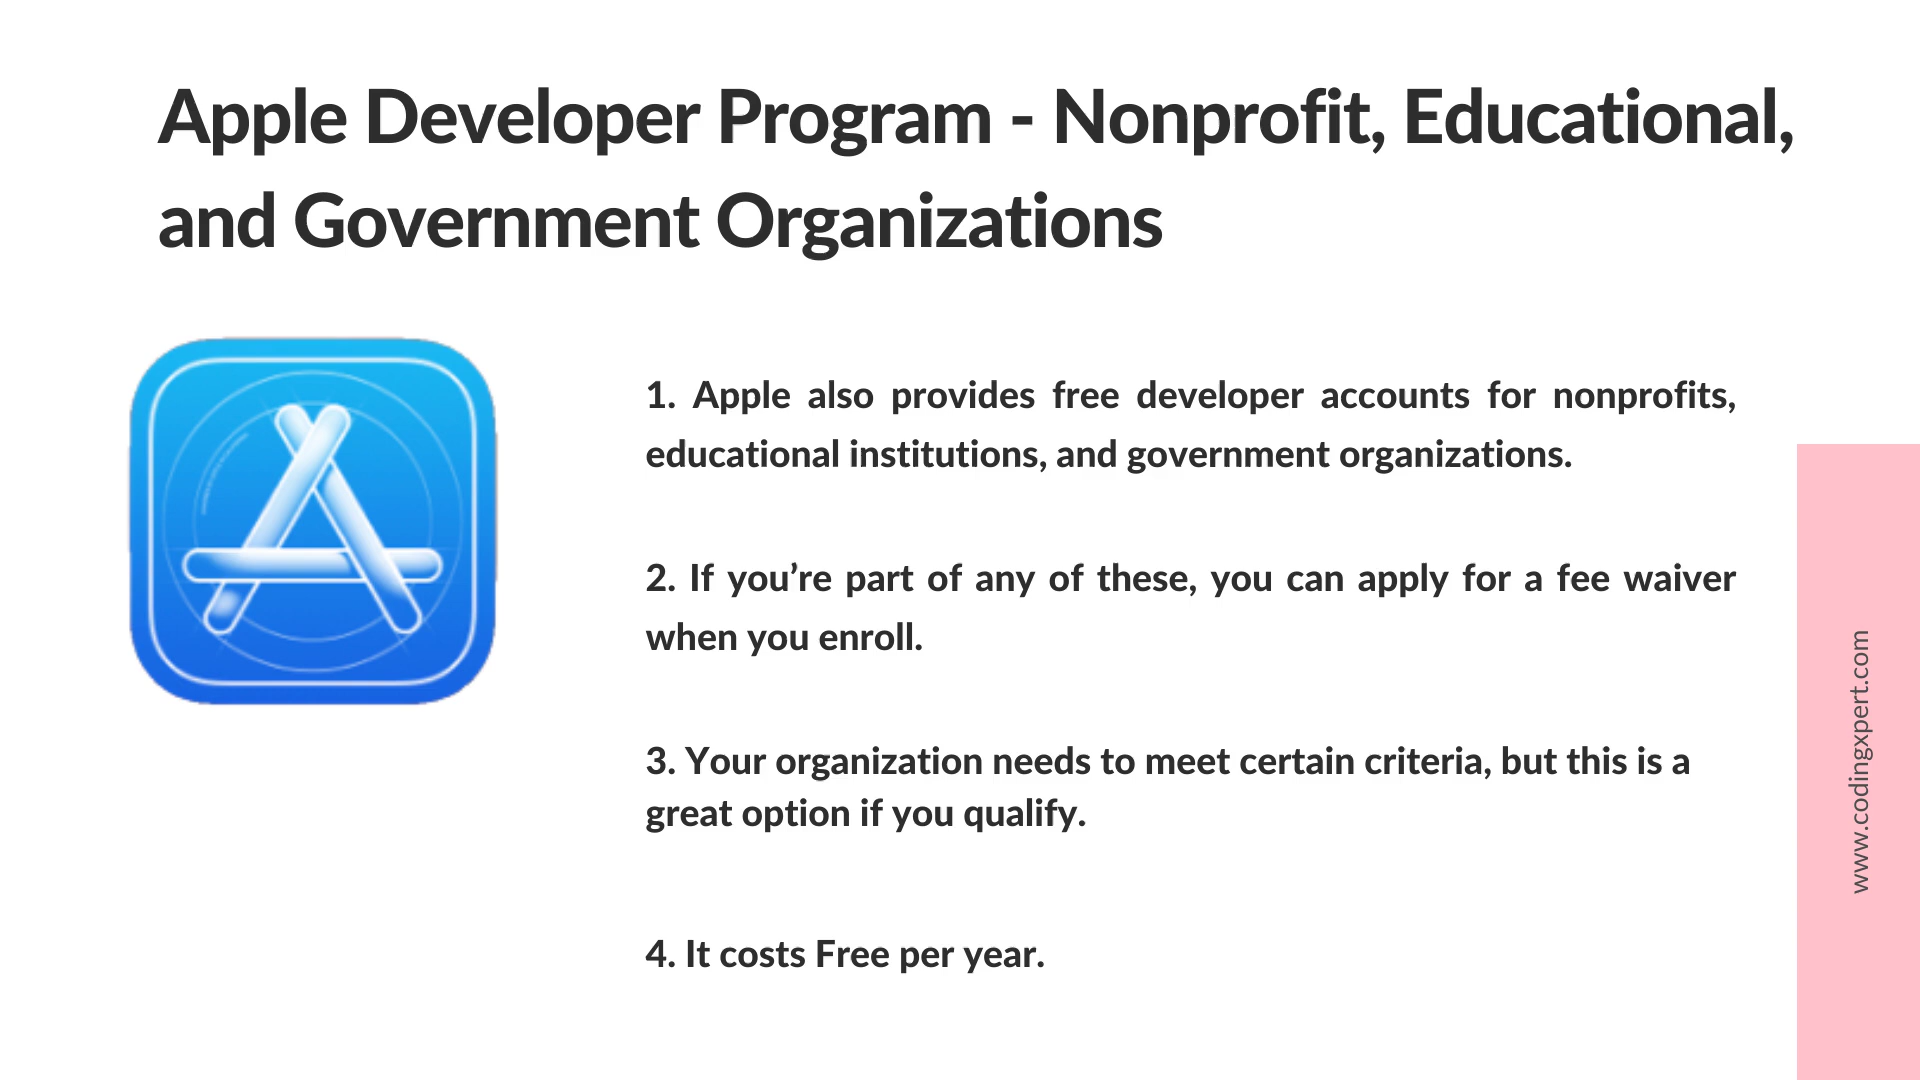 Apple Developer Program - Nonprofit, Educational,
and Government Organizations
1. Apple also provides free developer accounts for nonprofits,
educational institutions, and government organizations.
2. If you’re part of any of these, you can apply for a fee waiver
when you enroll.
3. Your organization needs to meet certain criteria, but this is a
great option if you qualify.
4. It costs Free per year.
www.codingxpert.com